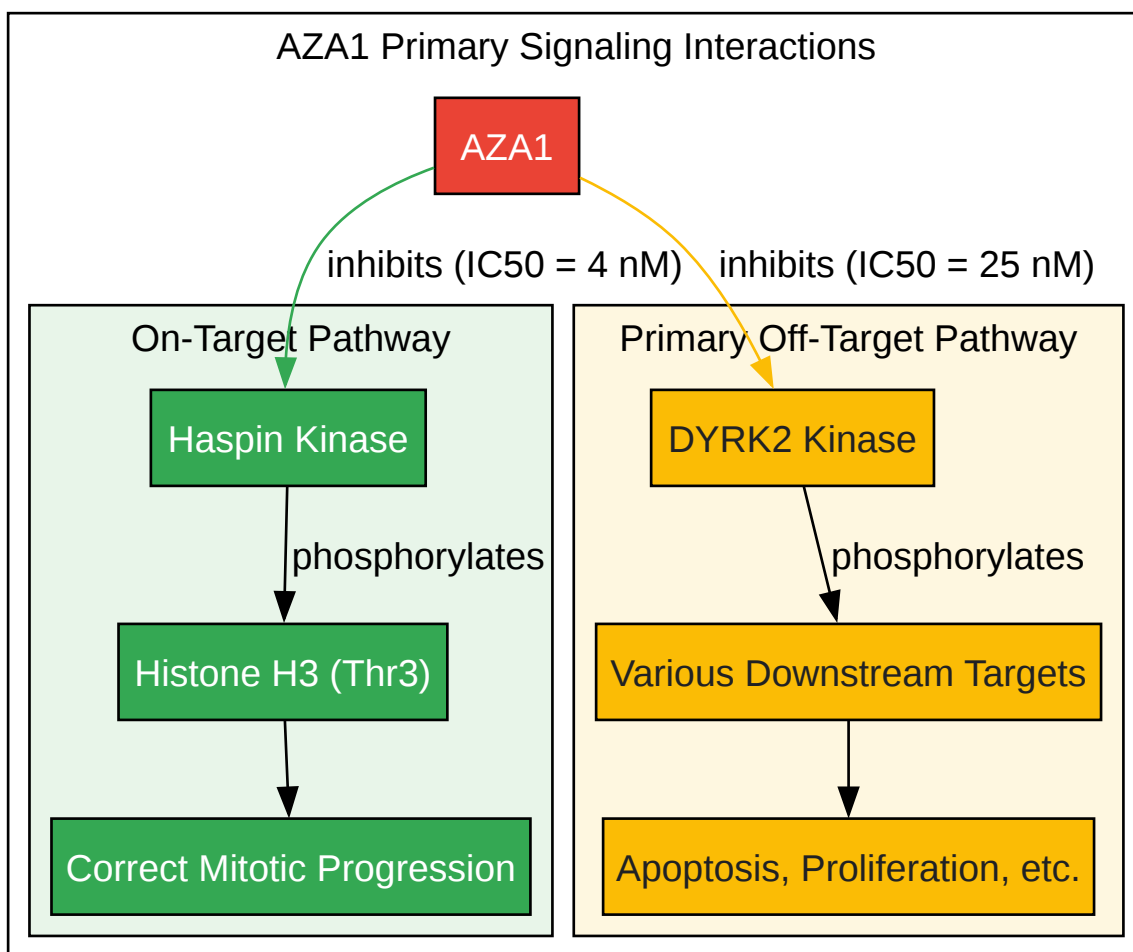 AZA1 Primary Signaling Interactions
AZA1
inhibits (IC50 = 4 nM)
inhibits (IC50 = 25 nM)
On-Target Pathway
Primary Off-Target Pathway
Haspin Kinase
DYRK2 Kinase
phosphorylates
phosphorylates
Histone H3 (Thr3)
Various Downstream Targets
Correct Mitotic Progression
Apoptosis, Proliferation, etc.